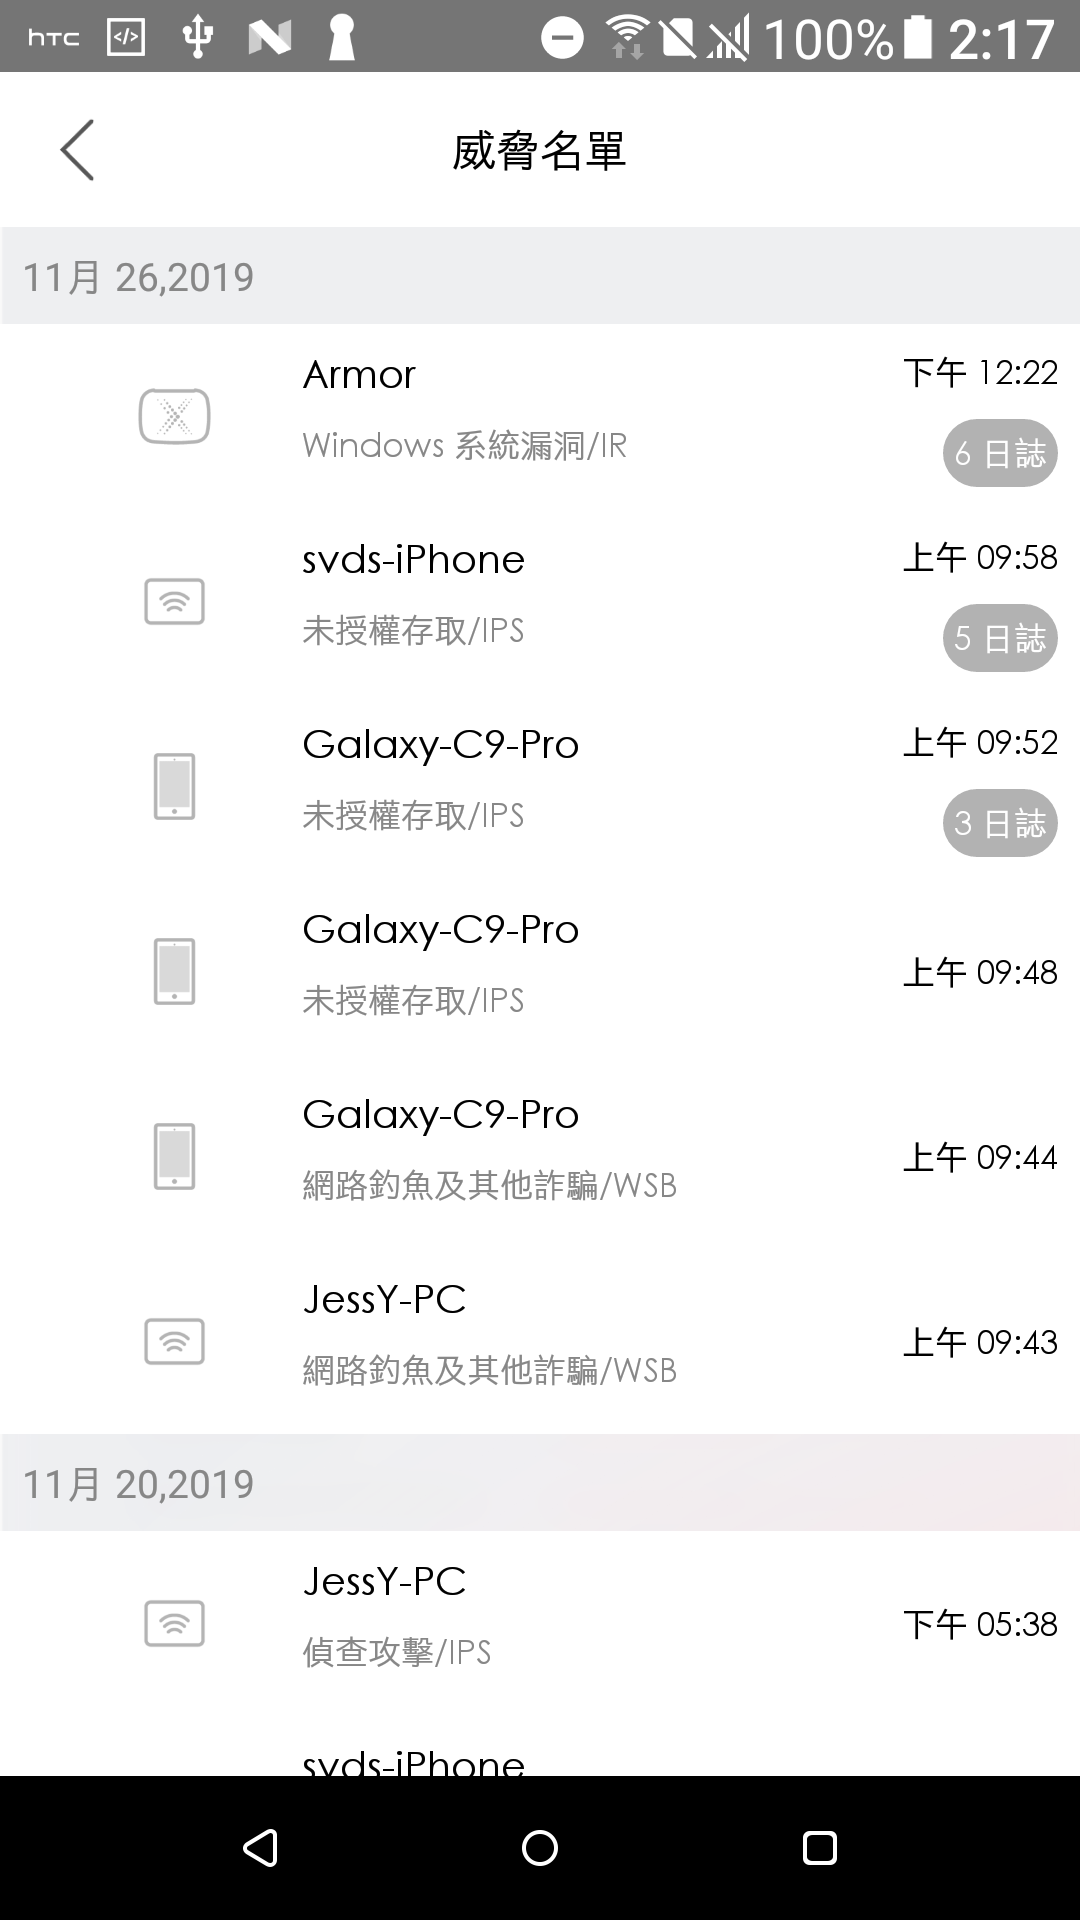 hTC </> 100% 2:17
威脅名單
11月 26,2019
Armor
下午 12:22
Windows 系統漏洞/IR
6 日誌
svds-iPhone
上午 09:58
未授權存取/IPS
5 日誌
Galaxy-C9-Pro
上午 09:52
未授權存取/IPS
3 日誌
Galaxy-C9-Pro
上午 09:48
未授權存取/IPS
Galaxy-C9-Pro
上午 09:44
網路釣魚及其他詐騙/WSB
JessY-PC
上午 09:43
網路釣魚及其他詐騙/WSB
11月 20,2019
JessY-PC
下午 05:38
偵查攻擊/IPS
svds-iPhone